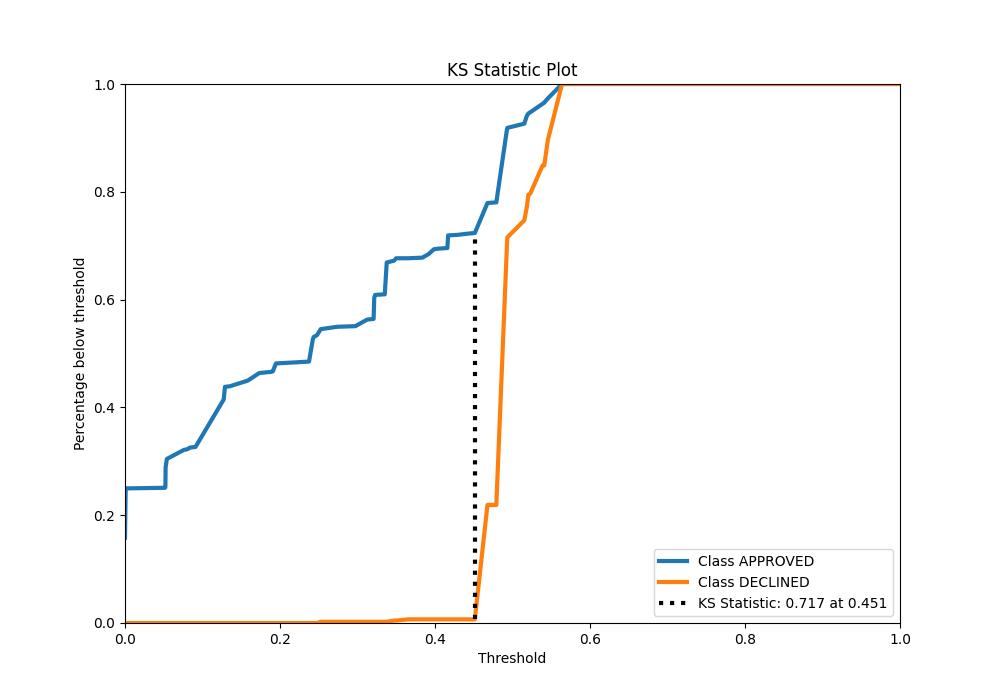 KS Statistic Plot
Percentage below threshold
1.0
0.8
0.6
0.4
0.2
0.0
0.0 0.2 0.4 0.6 0.8 1.0
Threshold
Class APPROVED
Class DECLINED
KS Statistic: 0.717 at 0.451